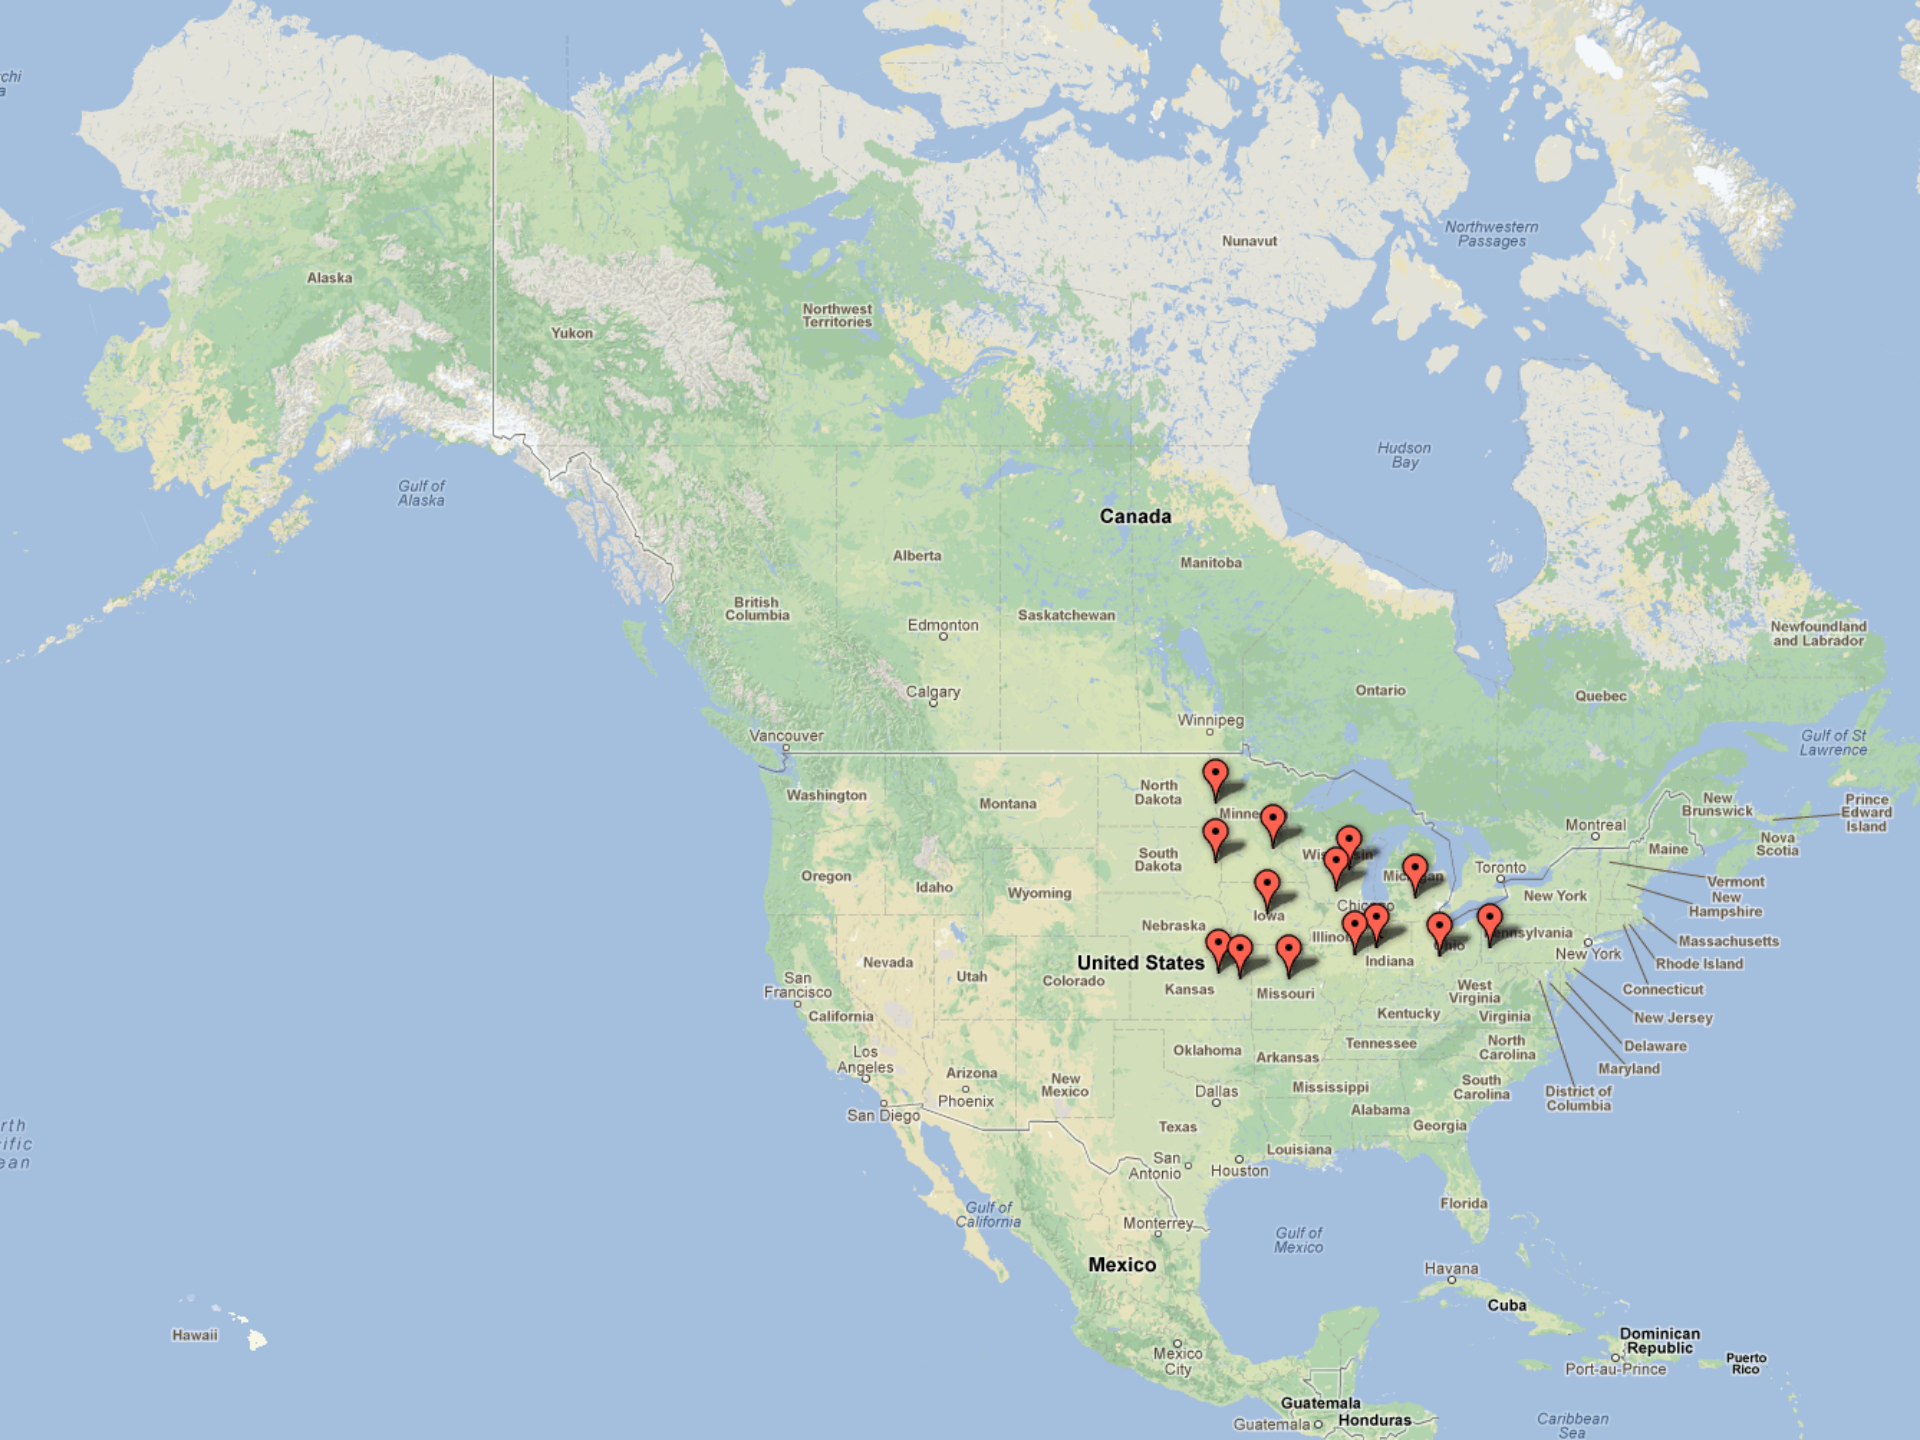 Northwestern
Passages
Nunavut
Alaska
Northwest
Territories
Yukon
Hudson
Bay
Gulf of
Alaska
Canada
Alberta
Manitoba
British
Columbia
Saskatchewan
Edmonton
Newfoundland
and Labrador
Calgary
Ontario
Quebec
Winnipeg
Vancouver
Gulf of St
Lawrence
Washington
Montana
North
Dakota
New
Brunswick
Prince
Edward
Island
Montreal
Nova
Scotia
Maine
South
Dakota
Toronto
Oregon
Idaho
Wyoming
Vermont
New York
New
Hampshire
Iowa
Nebraska
Massachusetts
Indiana
New York
Rhode Island
United States
Nevada
Utah
Colorado
Kansas
Missouri
West
Virginia
Connecticut
San
Francisco
California
Kentucky
Virginia
New Jersey
Tennessee
North
Carolina
Delaware
Oklahoma
Arkansas
Maryland
Los
Angeles
Arizona
Phoenix
New
Mexico
Dallas
Mississippi
South
Carolina
District of
Columbia
San Diego
Alabama
Georgia
Texas
Louisiana
San
Antonio
Houston
Florida
Gulf of
California
Monterrey
Gulf of
Mexico
Mexico
Havana
Cuba
Hawaii
Mexico
City
Dominican
Republic
Port-au-Prince
Puerto
Rico
Guatemala
Guatemala
Honduras
Caribbean
Sea